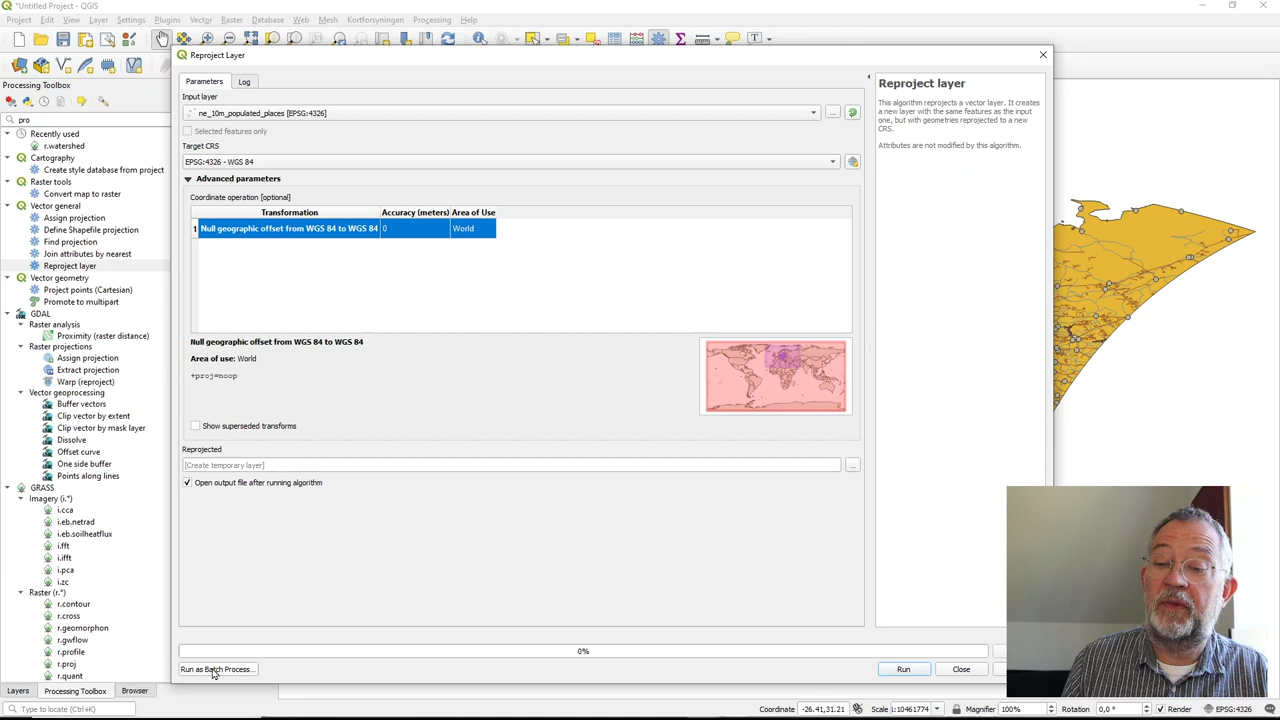 *Untitled Project - QGIS
Project Edit View Layer Settings Plugins Vector Raster Database Web Mesh Kortforsyningen Processing Help
Processing Toolbox
pro
Recently used
r.watershed
Cartography
Create style database from project
Raster tools
Convert map to raster
Vector general
Assign projection
Define Shapefile projection
Find projection
Join attributes by nearest
Reproject layer
Vector geometry
Project points (Cartesian)
Promote to multipart
GDAL
Raster analysis
Proximity (raster distance)
Raster projections
Assign projection
Extract projection
Warp (reproject)
Vector geoprocessing
Buffer vectors
Clip vector by extent
Clip vector by mask layer
Dissolve
Offset curve
One side buffer
Points along lines
GRASS
Imagery (i.*)
i.cca
i.eb.netrad
i.eb.soilheatflux
i.fft
i.ifft
i.pca
i.zc
Raster (r.*)
r.contour
r.cross
r.geomorphon
r.gwflow
r.profile
r.proj
r.quant
Layers Processing Toolbox Browser
Reproject Layer
Parameters Log
Input layer
ne_10m_populated_places [EPSG:4326]
...
Selected features only
Target CRS
EPSG:4326 - WGS 84
Advanced parameters
Coordinate operation [optional]
Transformation Accuracy (meters) Area of Use
1 Null geographic offset from WGS 84 to WGS 84 0 World
Null geographic offset from WGS 84 to WGS 84
Area of use: World
+proj=noop
Show superseded transforms
Reprojected
[Create temporary layer]
...
Open output file after running algorithm
0%
Run as Batch Process...
Run Close
Reproject layer
This algorithm reprojects a vector layer. It creates
a new layer with the same features as the input
one, but with geometries reprojected to a new
CRS.
Attributes are not modified by this algorithm.
Type to locate (Ctrl+K)
Coordinate -26.41,31.21 Scale 1:10461774 Magnifier 100% Rotation 0,0 ° Render EPSG:4326